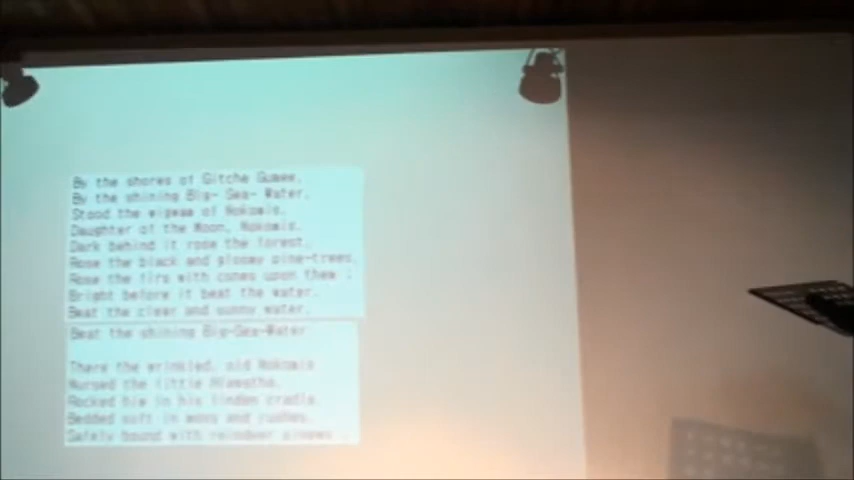 By the shores of Gitche Gumee,
By the shining Big- Sea- Water,
Stood the wigwam of Nokomis,
Daughter of the Moon, Nokomis.
Dark behind it rose the forest,
Rose the black and gloomy pine-trees,
Rose the firs with cones upon them ;
Bright before it beat the water,
Beat the clear and sunny water,
Beat the shining Big-Sea-Water
There the wrinkled, old Nokomis
Nursed the little Hiawatha,
Rocked him in his linden cradle,
Bedded soft in moss and rushes,
Safely bound with reindeer sinews